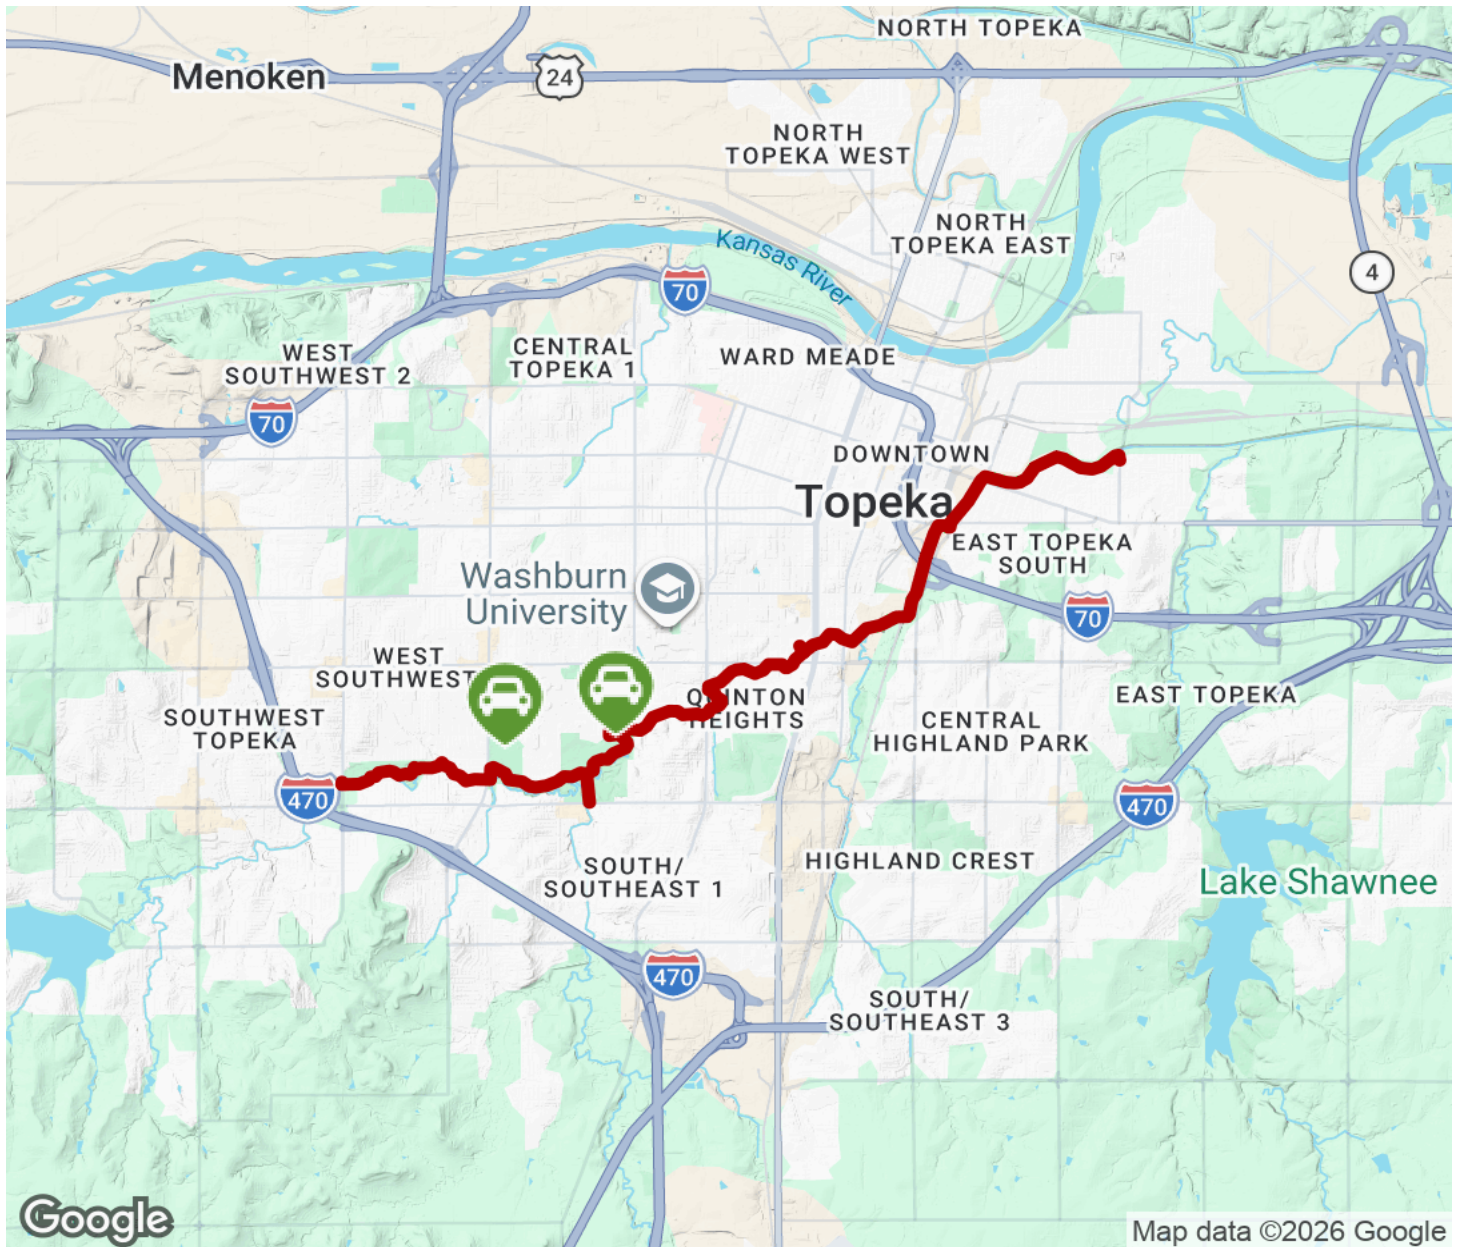 NORTH TOPEKA
Menoken
24
NORTH
TOPEKA WEST
NORTH
TOPEKA EAST
Kansas River
4
70
WEST
SOUTHWEST 2
CENTRAL
TOPEKA 1
WARD MEADE
70
DOWNTOWN
Topeka
EAST TOPEKA
SOUTH
Washburn
University
70
WEST
SOUTHWEST
QUINTON
HEIGHTS
EAST TOPEKA
SOUTHWEST
TOPEKA
CENTRAL
HIGHLAND PARK
470
470
SOUTH/
SOUTHEAST 1
HIGHLAND CREST
Lake Shawnee
470
SOUTH/
SOUTHEAST 3
Google
Map data ©2026 Google